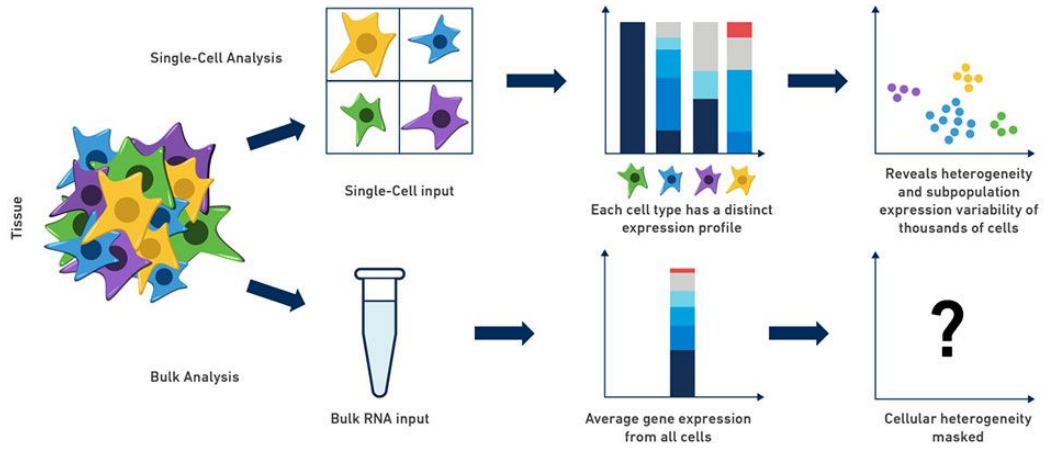 Single-Cell Analysis
Single-Cell input
Each cell type has a distinct
expression profile
Reveals heterogeneity
and subpopulation
expression variability of
thousands of cells
Tissue
Bulk Analysis
Bulk RNA input
Average gene expression
from all cells
?
Cellular heterogeneity
masked